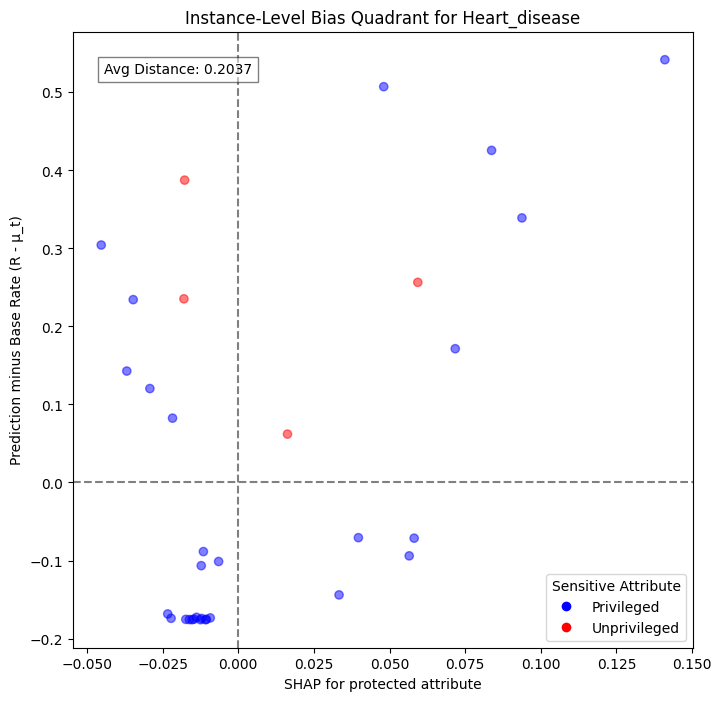 Instance-Level Bias Quadrant for Heart_disease
Avg Distance: 0.2037
Prediction minus Base Rate (R - μ_t)
0.5
0.4
0.3
0.2
0.1
0.0
−0.1
−0.2
Sensitive Attribute
Privileged
Unprivileged
−0.050
−0.025
0.000
0.025
0.050
0.075
0.100
0.125
0.150
SHAP for protected attribute